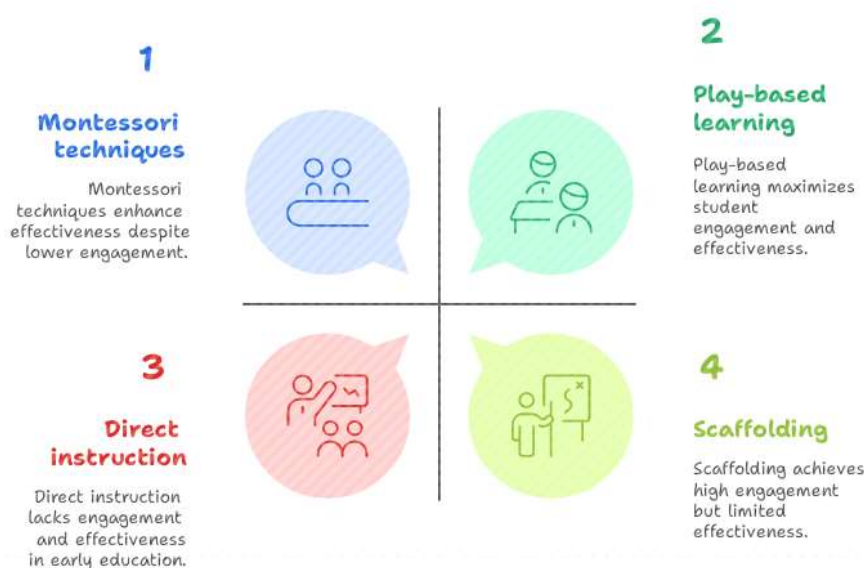 1
Montessori
techniques
Montessori
techniques enhance
effectiveness despite
lower engagement.
2
Play-based
learning
Play-based
learning maximizes
student
engagement and
effectiveness.
3
Direct
instruction
Direct instruction
lacks engagement
and effectiveness
in early education.
4
Scaffolding
Scaffolding achieves
high engagement
but limited
effectiveness.